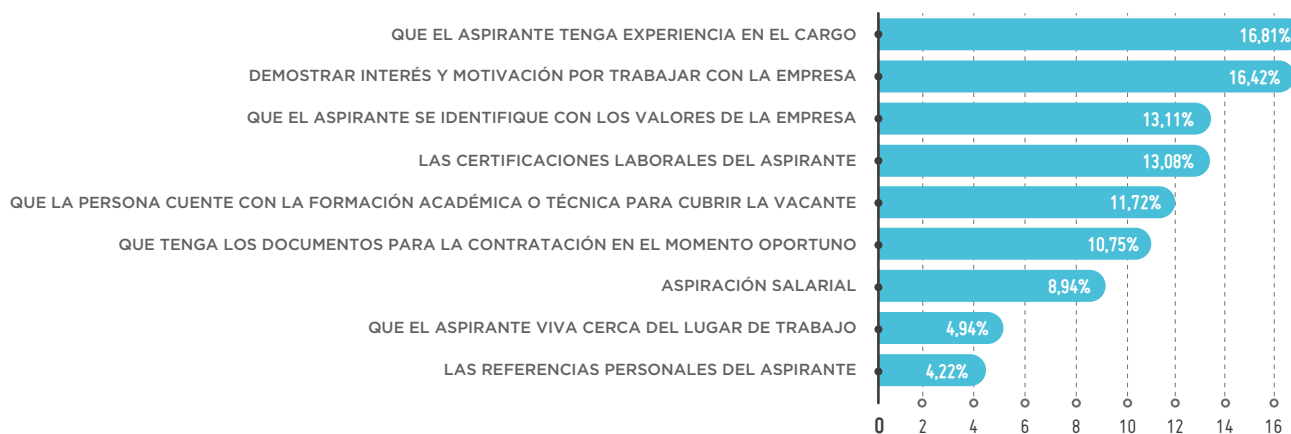 QUE EL ASPIRANTE TENGA EXPERIENCIA EN EL CARGO 16,81%
DEMOSTRAR INTERÉS Y MOTIVACIÓN POR TRABAJAR CON LA EMPRESA 16,42%
QUE EL ASPIRANTE SE IDENTIFIQUE CON LOS VALORES DE LA EMPRESA 13,11%
LAS CERTIFICACIONES LABORALES DEL ASPIRANTE 13,08%
QUE LA PERSONA CUENTE CON LA FORMACIÓN ACADÉMICA O TÉCNICA PARA CUBRIR LA VACANTE 11,72%
QUE TENGA LOS DOCUMENTOS PARA LA CONTRATACIÓN EN EL MOMENTO OPORTUNO 10,75%
ASPIRACIÓN SALARIAL 8,94%
QUE EL ASPIRANTE VIVA CERCA DEL LUGAR DE TRABAJO 4,94%
LAS REFERENCIAS PERSONALES DEL ASPIRANTE 4,22%
0 2 4 6 8 10 12 14 16